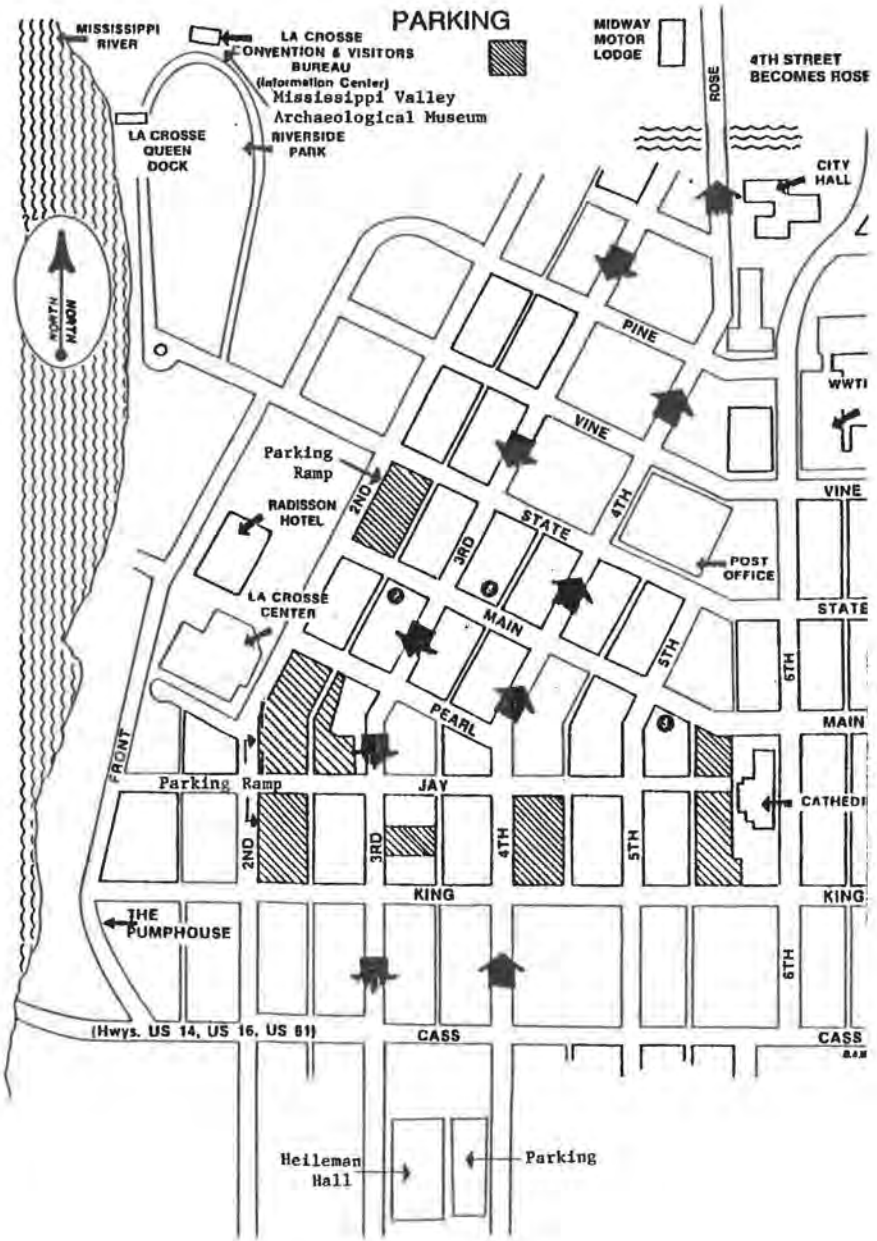 PARKING
MISSISSIPPI
RIVER
LA CROSSE
CONVENTION & VISITORS
BUREAU
(Information Center)
Mississippi Valley
Archaeological Museum
RIVERSIDE
PARK
LA CROSSE
QUEEN
DOCK
MIDWAY
MOTOR
LODGE
ROSE
4TH STREET
BECOMES ROSE
CITY
HALL
NORTH
NORTH
PINE
WWTI
VINE
VINE
Parking
Ramp
2ND
RADISSON
HOTEL
3RD
STATE
4TH
POST
OFFICE
LA CROSSE
CENTER
MAIN
5TH
STATE
6TH
PEARL
MAIN
FRONT
Parking Ramp
JAY
CATHED
2ND
3RD
4TH
5TH
KING
KING
THE
PUMPHOUSE
6TH
(Hwys. US 14, US 16, US 61)
CASS
CASS
Heileman
Hall
Parking